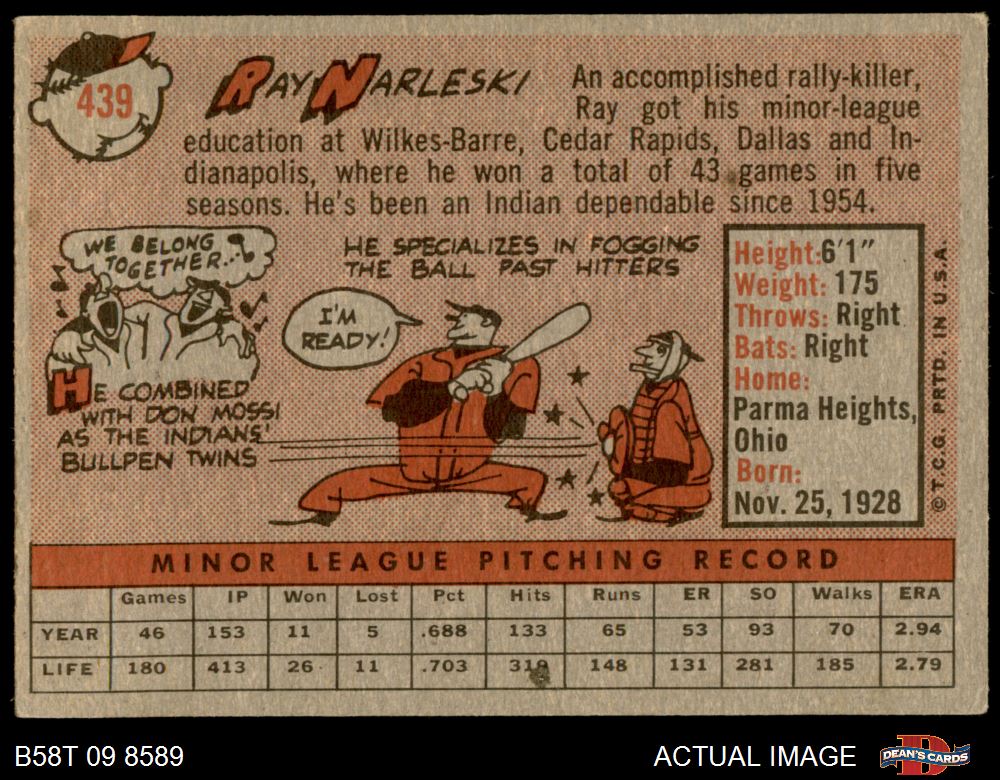 439
RAY NARLESKI
An accomplished rally-killer,
Ray got his minor-league
education at Wilkes-Barre, Cedar Rapids, Dallas and In-
dianapolis, where he won a total of 43 games in five
seasons. He's been an Indian dependable since 1954.
WE BELONG
TOGETHER..
HE COMBINED
WITH DON MOSSI
AS THE INDIANS'
BULLPEN TWINS
HE SPECIALIZES IN FOGGING
THE BALL PAST HITTERS
I'M
READY!
Height: 6'1"
Weight: 175
Throws: Right
Bats: Right
Home:
Parma Heights,
Ohio
Born:
Nov. 25, 1928
© T.C.G. PRTD. IN U.S.A.
MINOR LEAGUE PITCHING RECORD
Games IP Won Lost Pct Hits Runs ER SO Walks ERA
YEAR 46 153 11 5 .688 133 65 53 93 70 2.94
LIFE 180 413 26 11 .703 319 148 131 281 185 2.79
B58T 09 8589
ACTUAL IMAGE
DEAN'S CARDS